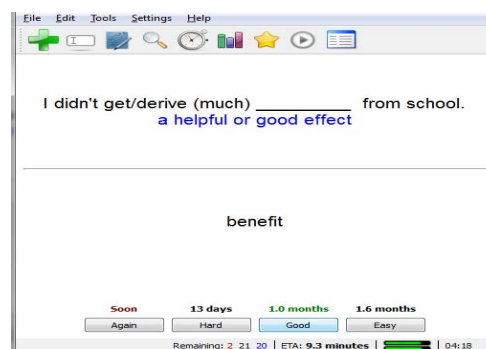 File Edit Tools Settings Help
I didn't get/derive (much) __________ from school.
a helpful or good effect
benefit
Soon 13 days 1.0 months 1.6 months
Again Hard Good Easy
Remaining: 2 21 20 | ETA: 9.3 minutes | 04:18